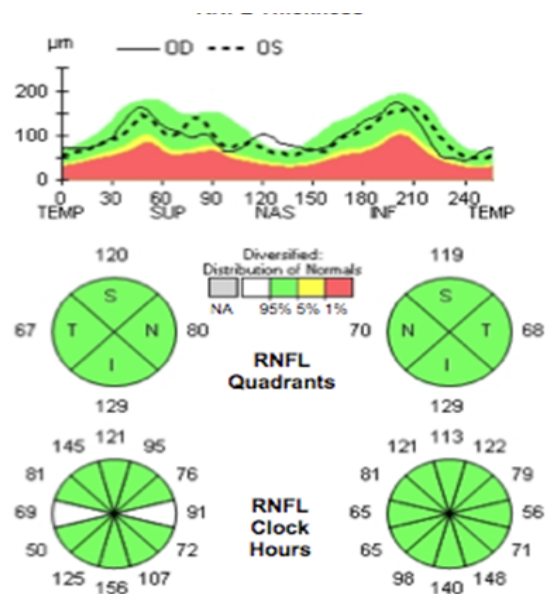 RNFL Thickness
µm
OD OS
200
100
0
0 30 60 90 120 150 180 210 240
TEMP SUP NAS INF TEMP
120
S
T N
I
67 80
129
Diversified:
Distribution of Normals
NA 95% 5% 1%
RNFL
Quadrants
119
S
N T
I
70 68
129
121
145 95
81 76
69 91
50 72
125 107
156
RNFL
Clock
Hours
113
121 122
81 79
65 56
65 71
98 148
140